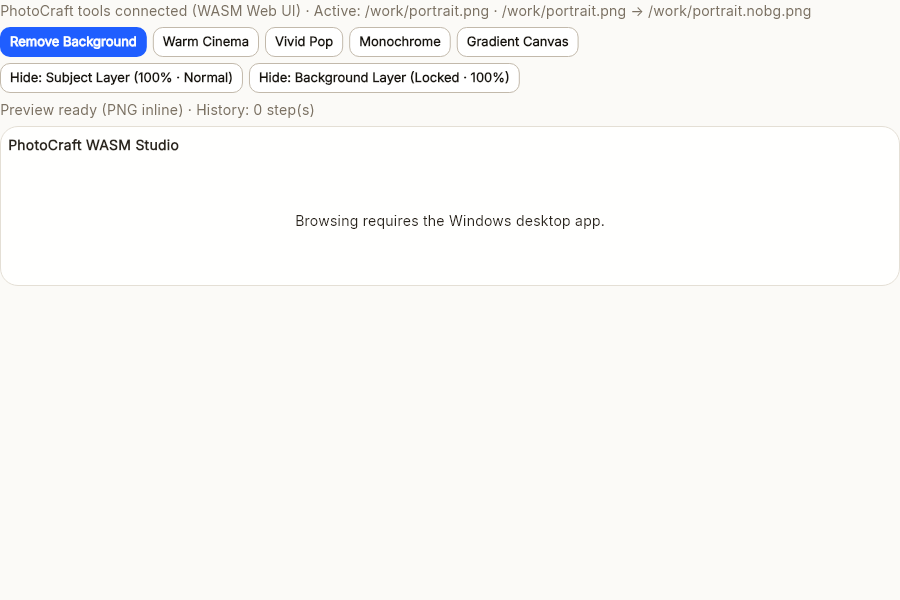 PhotoCraft tools connected (WASM Web UI) · Active: /work/portrait.png · /work/portrait.png → /work/portrait.nobg.png
Remove Background Warm Cinema Vivid Pop Monochrome Gradient Canvas
Hide: Subject Layer (100% · Normal) Hide: Background Layer (Locked · 100%)
Preview ready (PNG inline) · History: 0 step(s)
PhotoCraft WASM Studio
Browsing requires the Windows desktop app.